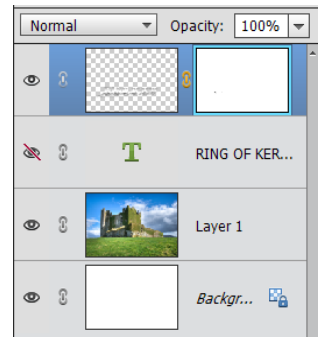 Normal Opacity: 100%
RING OF KER...
Layer 1
Backgr...